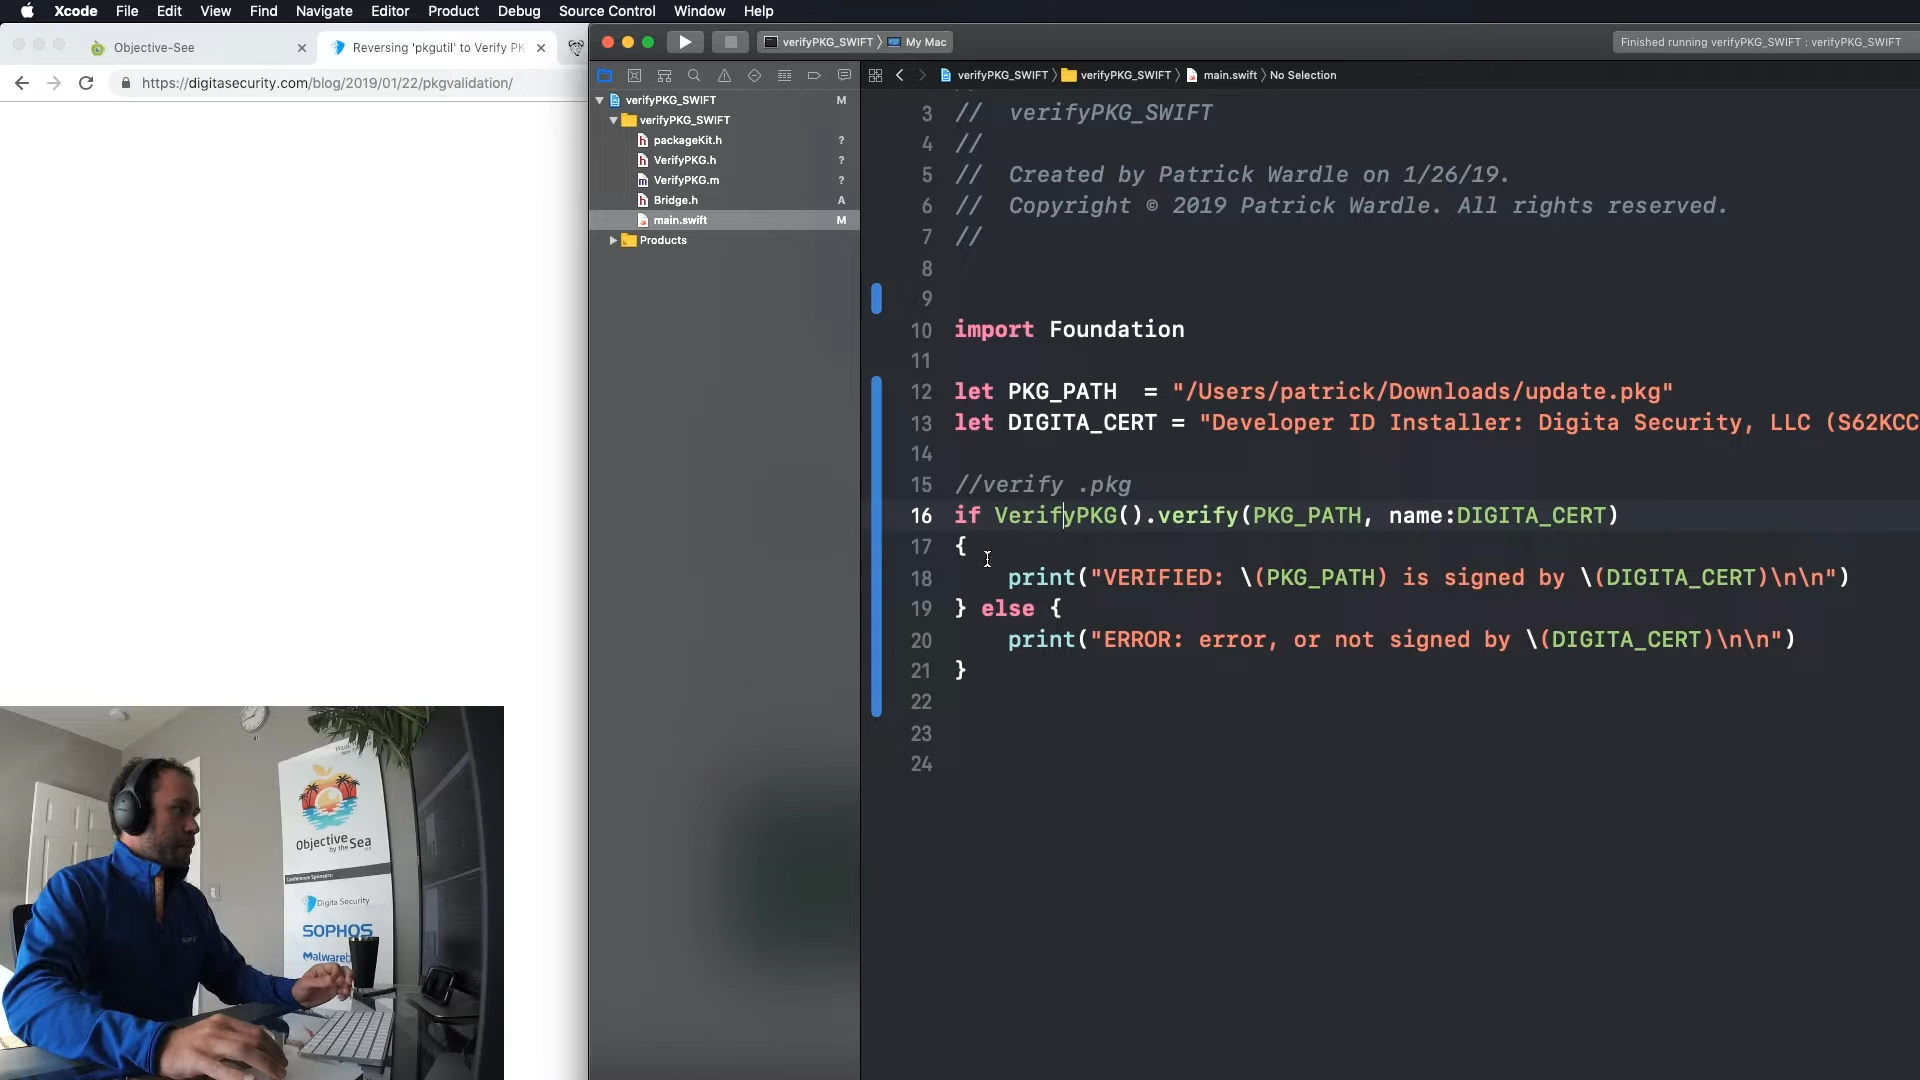 Xcode File Edit View Find Navigate Editor Product Debug Source Control Window Help
Objective-See
Reversing 'pkgutil' to Verify PK
https://digitasecurity.com/blog/2019/01/22/pkgvalidation/
verifyPKG_SWIFT My Mac
Finished running verifyPKG_SWIFT : verifyPKG_SWIFT
verifyPKG_SWIFT verifyPKG_SWIFT main.swift No Selection
verifyPKG_SWIFT M
verifyPKG_SWIFT
packageKit.h ?
VerifyPKG.h ?
VerifyPKG.m ?
Bridge.h A
main.swift M
Products
3 // verifyPKG_SWIFT
4 //
5 // Created by Patrick Wardle on 1/26/19.
6 // Copyright © 2019 Patrick Wardle. All rights reserved.
7 //
8
9
10 import Foundation
11
12 let PKG_PATH = "/Users/patrick/Downloads/update.pkg"
13 let DIGITA_CERT = "Developer ID Installer: Digita Security, LLC (S62KCC
14
15 //verify .pkg
16 if VerifyPKG().verify(PKG_PATH, name:DIGITA_CERT)
17 {
18 print("VERIFIED: \(PKG_PATH) is signed by \(DIGITA_CERT)\n\n")
19 } else {
20 print("ERROR: error, or not signed by \(DIGITA_CERT)\n\n")
21 }
22
23
24
Objective
by the Sea
Conference Sponsors:
Digita Security
SOPHOS
Malwareb